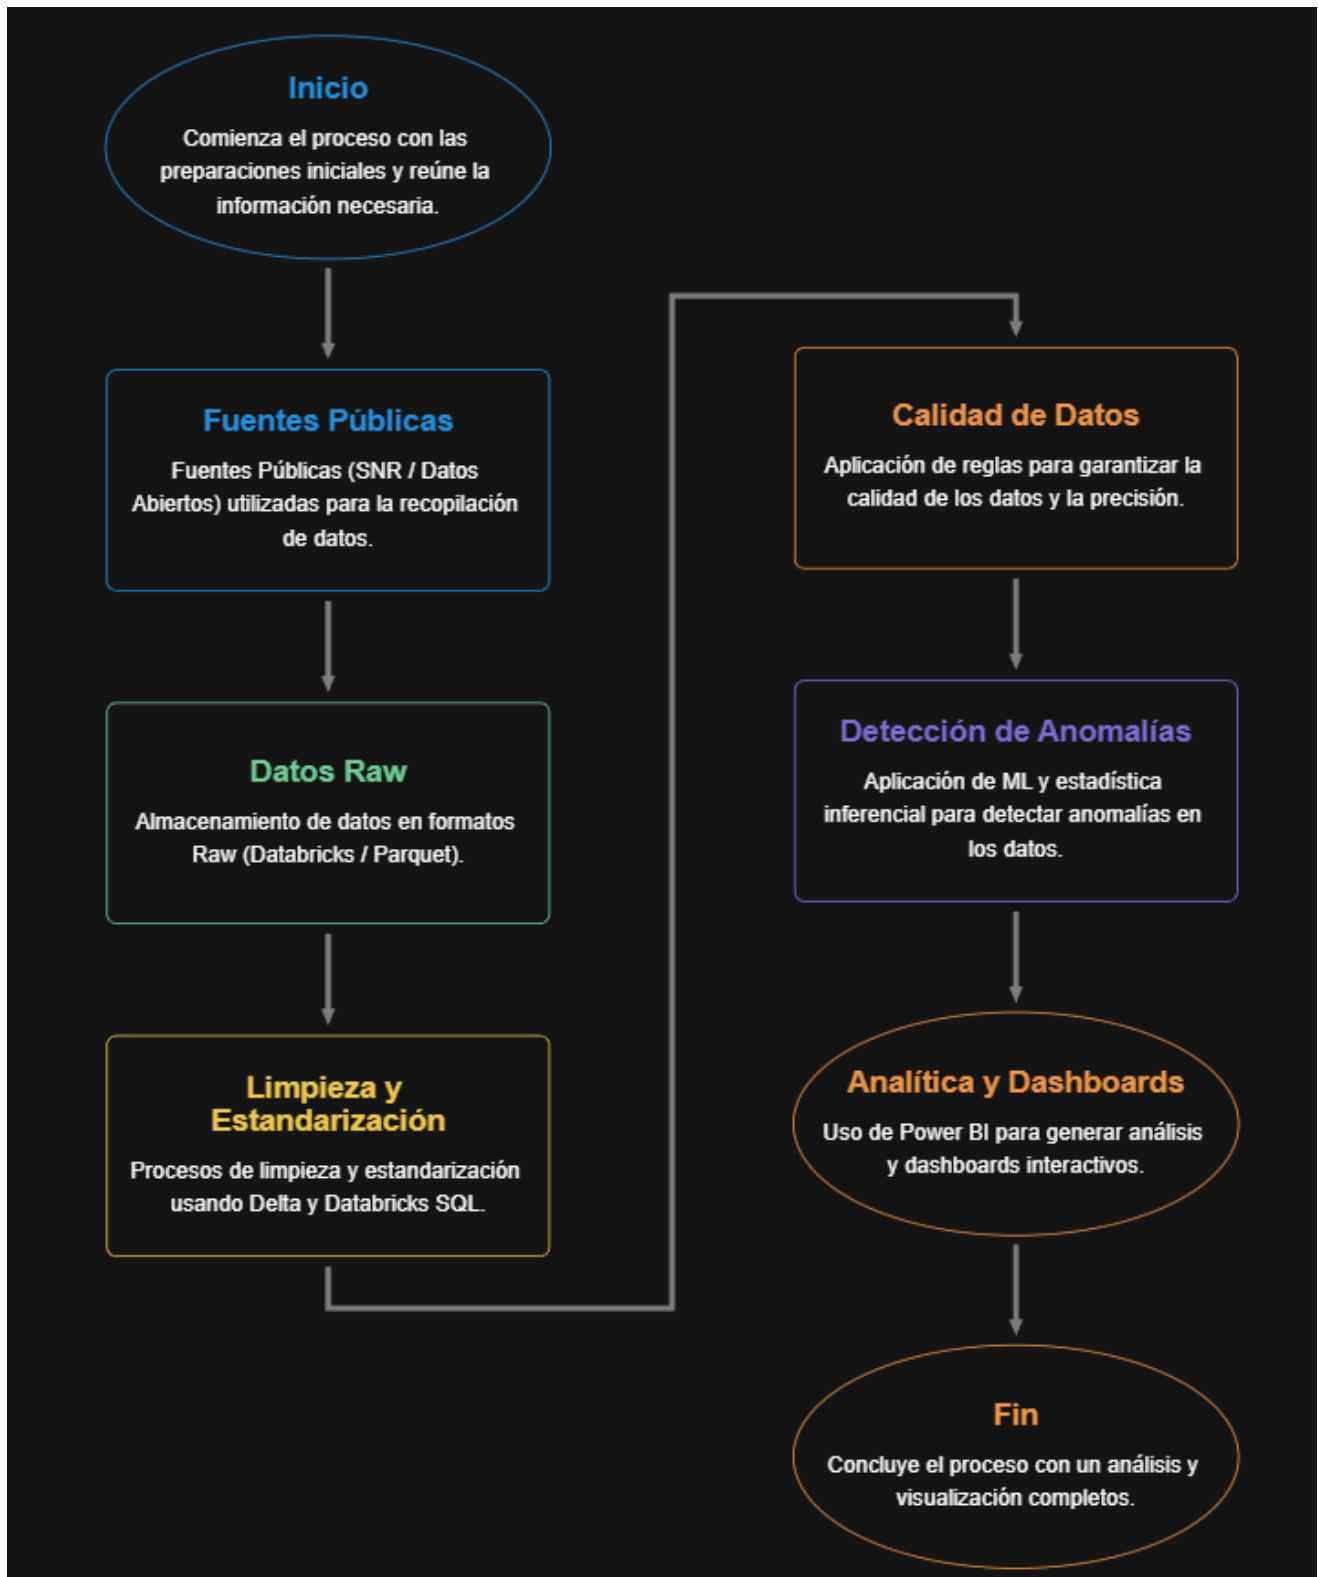 Inicio
Comienza el proceso con las
preparaciones iniciales y reúne la
información necesaria.
Fuentes Públicas
Fuentes Públicas (SNR / Datos
Abiertos) utilizadas para la recopilación
de datos.
Datos Raw
Almacenamiento de datos en formatos
Raw (Databricks / Parquet).
Limpieza y
Estandarización
Procesos de limpieza y estandarización
usando Delta y Databricks SQL.
Calidad de Datos
Aplicación de reglas para garantizar la
calidad de los datos y la precisión.
Detección de Anomalías
Aplicación de ML y estadística
inferencial para detectar anomalías en
los datos.
Analítica y Dashboards
Uso de Power BI para generar análisis
y dashboards interactivos.
Fin
Concluye el proceso con un análisis y
visualización completos.